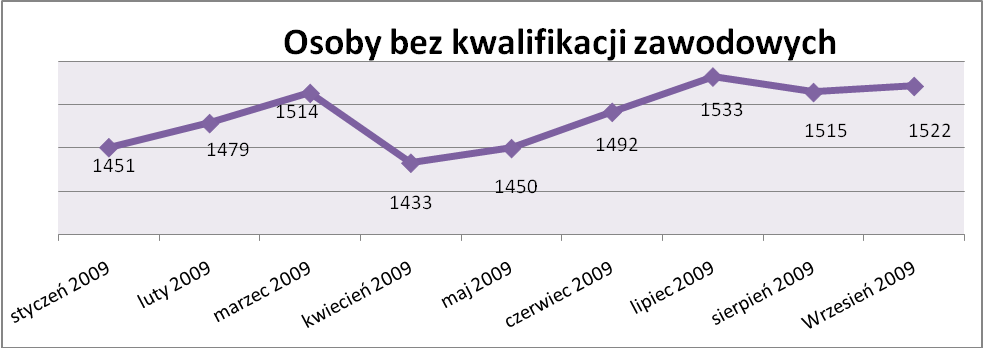 Osoby bez kwalifikacji zawodowych
1451
1479
1514
1433
1450
1492
1533
1515
1522
styczeń 2009
luty 2009
marzec 2009
kwiecień 2009
maj 2009
czerwiec 2009
lipiec 2009
sierpień 2009
Wrzesień 2009